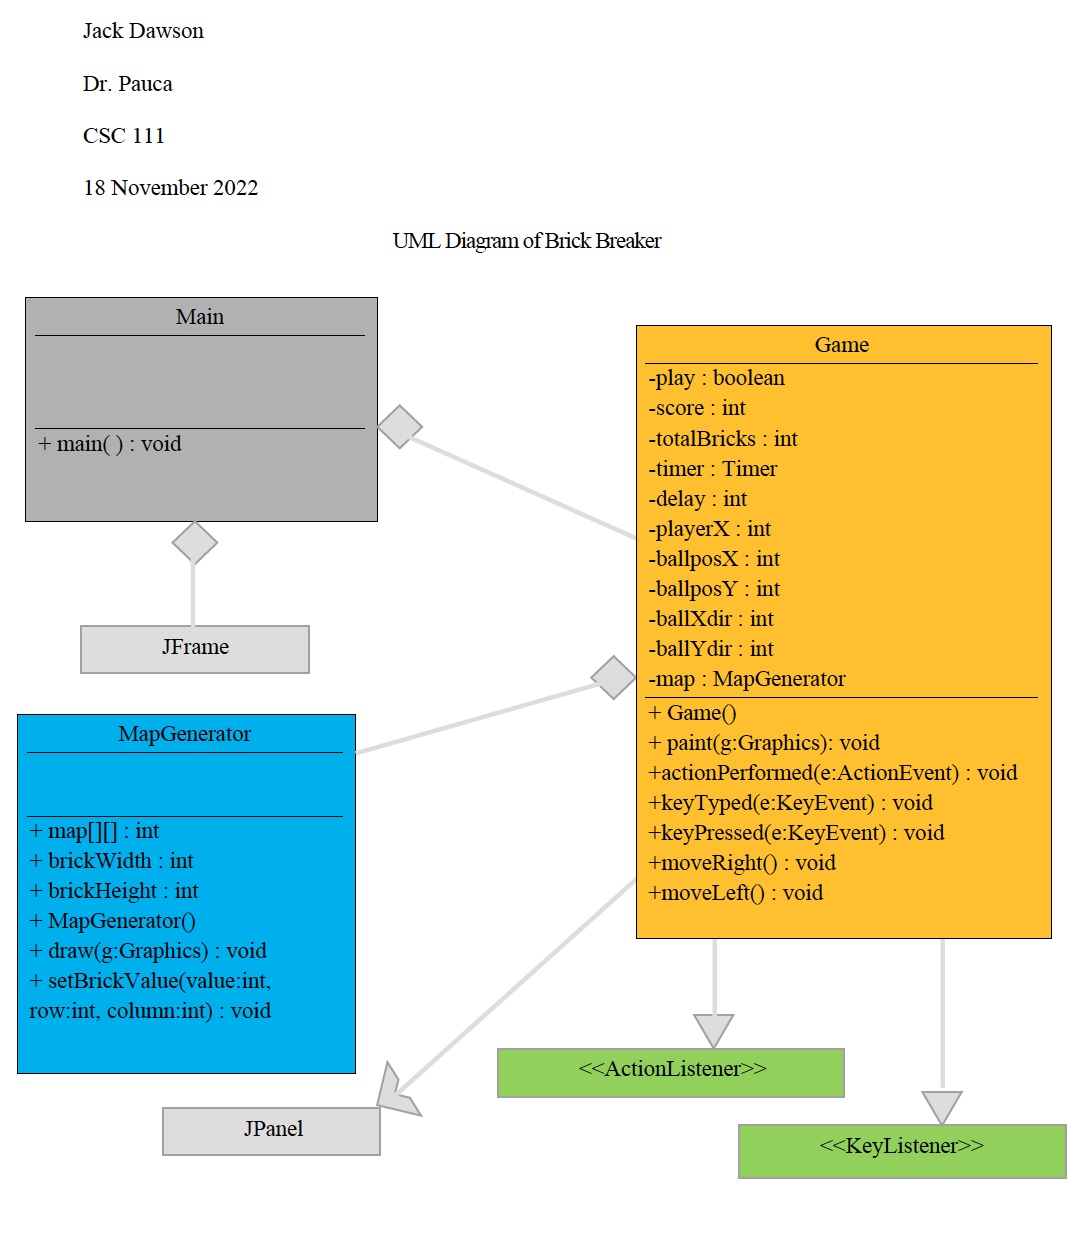 Jack Dawson
Dr. Pauca
CSC 111
18 November 2022
UML Diagram of Brick Breaker
Main
+ main( ) : void
JFrame
Game
-play : boolean
-score : int
-totalBricks : int
-timer : Timer
-delay : int
-playerX : int
-ballposX : int
-ballposY : int
-ballXdir : int
-ballYdir : int
-map : MapGenerator
+ Game()
+ paint(g:Graphics): void
+actionPerformed(e:ActionEvent) : void
+keyTyped(e:KeyEvent) : void
+keyPressed(e:KeyEvent) : void
+moveRight() : void
+moveLeft() : void
MapGenerator
+ map[][] : int
+ brickWidth : int
+ brickHeight : int
+ MapGenerator()
+ draw(g:Graphics) : void
+ setBrickValue(value:int,
row:int, column:int) : void
<<ActionListener>>
JPanel
<<KeyListener>>